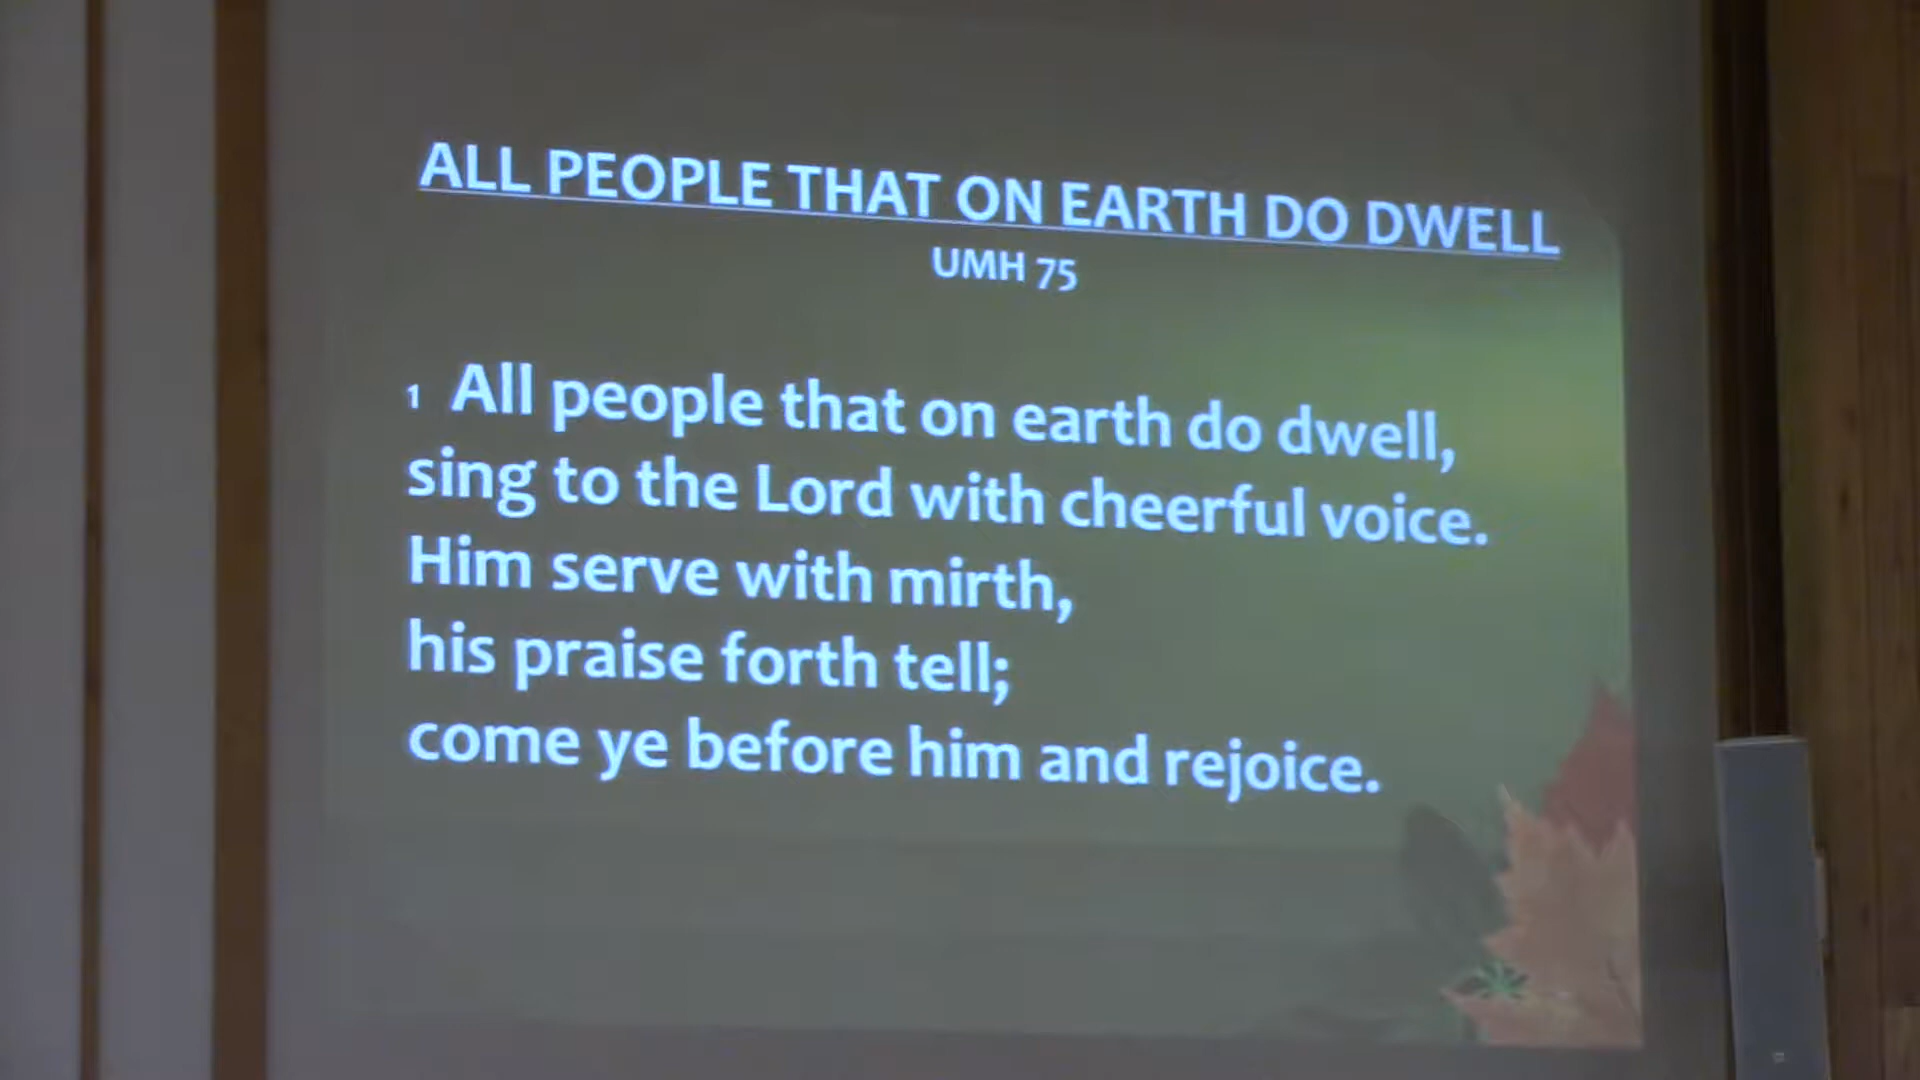 ALL PEOPLE THAT ON EARTH DO DWELL
UMH 75
1 All people that on earth do dwell,
sing to the Lord with cheerful voice.
Him serve with mirth,
his praise forth tell;
come ye before him and rejoice.